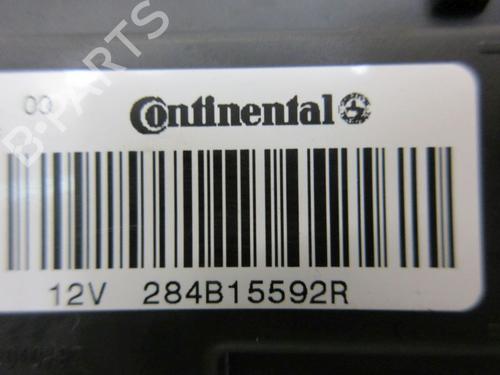 00 Continental
12V 284B15592R
B-PARTS